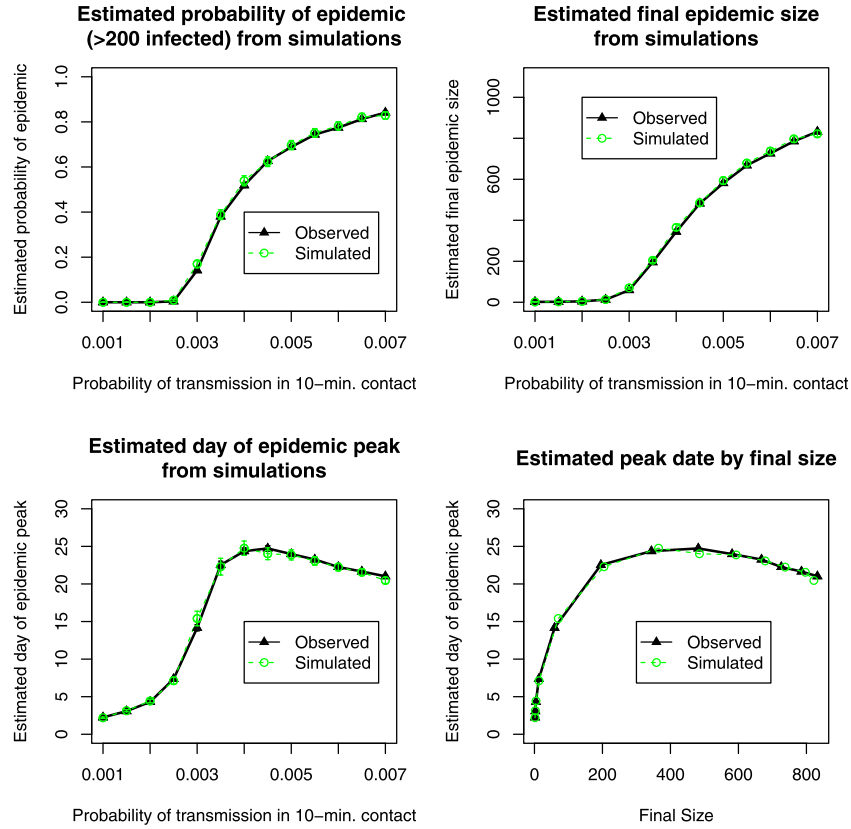 Estimated probability of epidemic
(>200 infected) from simulations
Estimated probability of epidemic
1.0
0.8
0.6
0.4
0.2
0.0
Observed
Simulated
0.001
0.003
0.005
0.007
Probability of transmission in 10−min. contact
Estimated final epidemic size
from simulations
Estimated final epidemic size
1000
600
200
0
Observed
Simulated
0.001
0.003
0.005
0.007
Probability of transmission in 10−min. contact
Estimated day of epidemic peak
from simulations
Estimated day of epidemic peak
30
25
20
15
10
5
0
Observed
Simulated
0.001
0.003
0.005
0.007
Probability of transmission in 10−min. contact
Estimated peak date by final size
Estimated day of epidemic peak
30
25
20
15
10
5
0
Observed
Simulated
0
200
400
600
800
Final Size